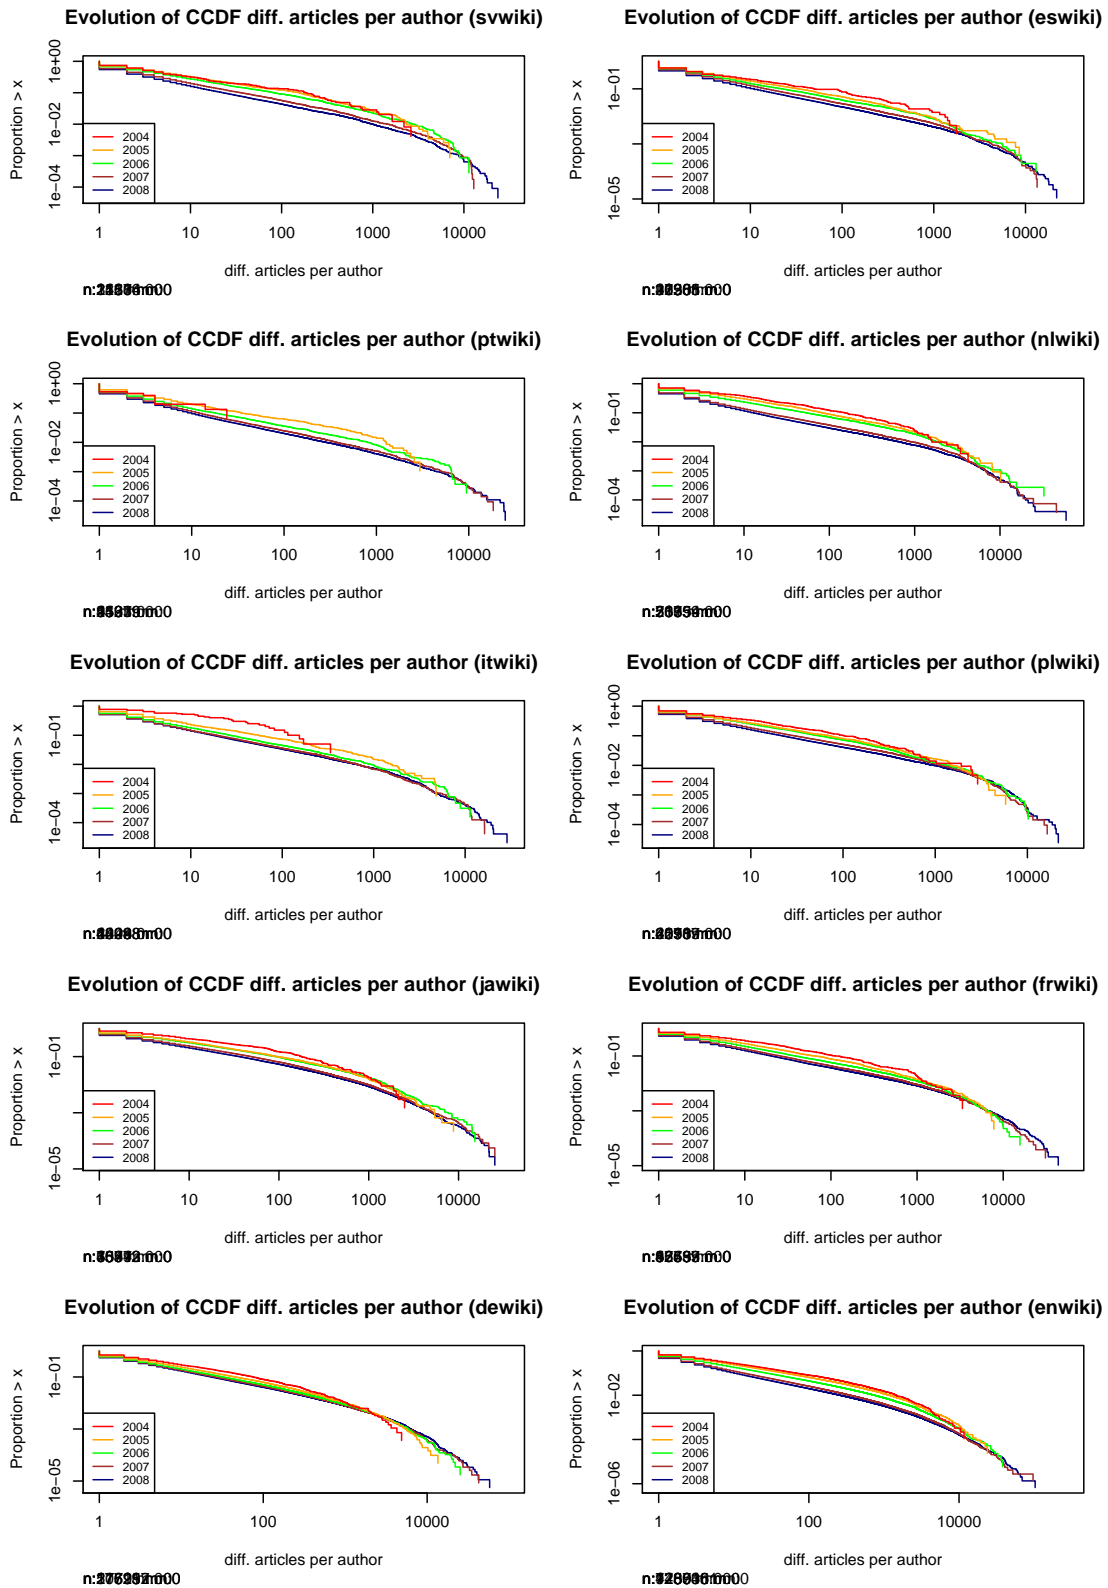 Evolution of CCDF diff. articles per author (svwiki)
Proportion > x
1e+00
1e−02
1e−04
2004
2005
2006
2007
2008
1 10 100 1000 10000
diff. articles per author
Evolution of CCDF diff. articles per author (eswiki)
Proportion > x
1e−01
1e−05
2004
2005
2006
2007
2008
1 10 100 1000 10000
diff. articles per author
Evolution of CCDF diff. articles per author (ptwiki)
Proportion > x
1e+00
1e−02
1e−04
2004
2005
2006
2007
2008
1 10 100 1000 10000
diff. articles per author
Evolution of CCDF diff. articles per author (nlwiki)
Proportion > x
1e−01
1e−04
2004
2005
2006
2007
2008
1 10 100 1000 10000
diff. articles per author
Evolution of CCDF diff. articles per author (itwiki)
Proportion > x
1e−01
1e−04
2004
2005
2006
2007
2008
1 10 100 1000 10000
diff. articles per author
Evolution of CCDF diff. articles per author (plwiki)
Proportion > x
1e+00
1e−02
1e−04
2004
2005
2006
2007
2008
1 10 100 1000 10000
diff. articles per author
Evolution of CCDF diff. articles per author (jawiki)
Proportion > x
1e−01
1e−05
2004
2005
2006
2007
2008
1 10 100 1000 10000
diff. articles per author
Evolution of CCDF diff. articles per author (frwiki)
Proportion > x
1e−01
1e−05
2004
2005
2006
2007
2008
1 10 100 1000 10000
diff. articles per author
Evolution of CCDF diff. articles per author (dewiki)
Proportion > x
1e−01
1e−05
2004
2005
2006
2007
2008
1 100 10000
diff. articles per author
Evolution of CCDF diff. articles per author (enwiki)
Proportion > x
1e−02
1e−06
2004
2005
2006
2007
2008
1 100 10000
diff. articles per author